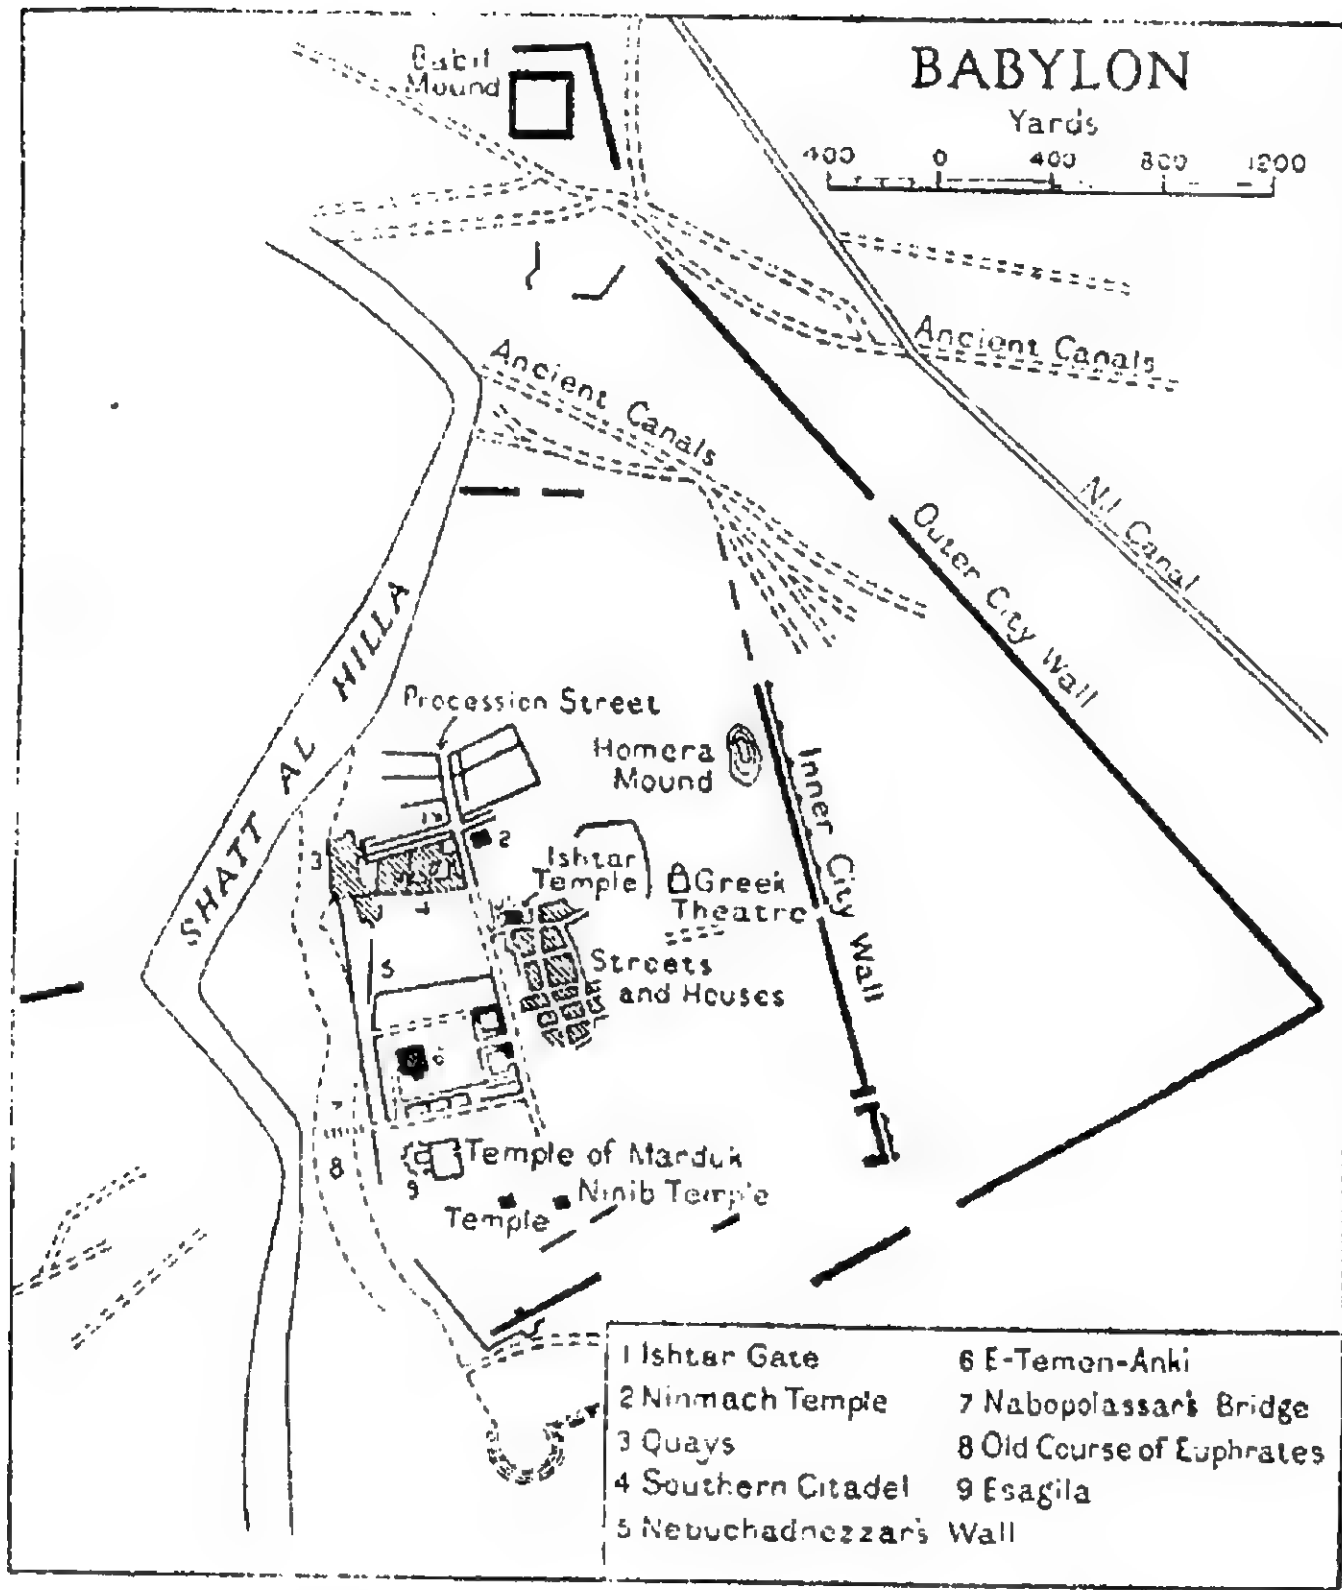 BABYLON
Yards
400 0 400 800 1200
Babil
Mound
Ancient Canals
Ancient Canals
Nil Canal
Outer City Wall
SHATT AL HILLA
Procession Street
Homera
Mound
Inner City Wall
1
2
3
Ishtar
Temple
Greek
Theatre
4
5
Streets
and Houses
6
7
8
9
Temple of Marduk
Ninib Temple
Temple
1 Ishtar Gate
2 Ninmach Temple
3 Quays
4 Southern Citadel
5 Nebuchadnezzar's Wall
6 E-Temen-Anki
7 Nabopolassar's Bridge
8 Old Course of Euphrates
9 Esagila